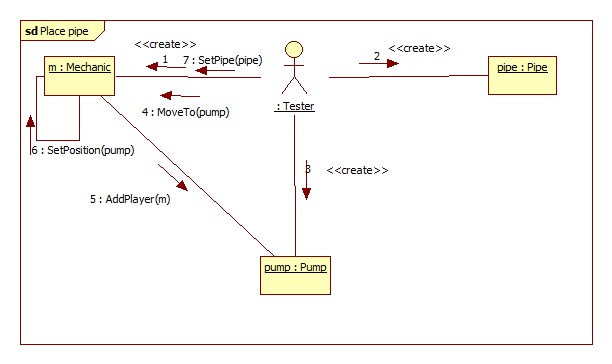 sd Place pipe
<<create>>
1
7 : SetPipe(pipe)
m : Mechanic
2
<<create>>
pipe : Pipe
4 : MoveTo(pump)
: Tester
6 : SetPosition(pump)
3
<<create>>
5 : AddPlayer(m)
pump : Pump